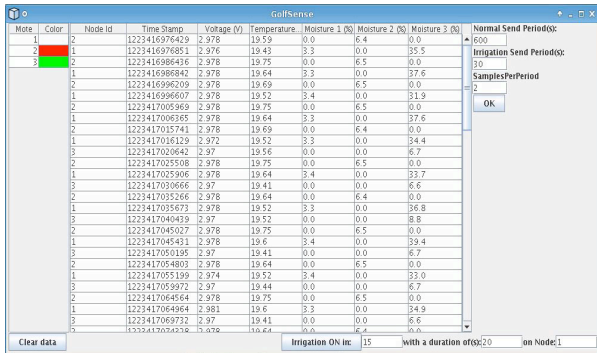 GolfSense
Mote Color Node Id Time Stamp Voltage (V) Temperature... Moisture 1 (%) Moisture 2 (%) Moisture 3 (%) Normal Send Period(s):
1 2 1223416976429 2.978 19.59 0.0 6.4 0.0 600
2 1 1223416976851 2.976 19.43 3.3 0.0 35.5 Irrigation Send Period(s):
3 2 1223416986436 2.978 19.75 0.0 6.5 0.0 30
1 1223416986842 2.978 19.64 3.3 0.0 37.6 SamplesPerPeriod
2 1223416996209 2.978 19.69 0.0 6.5 0.0 2
1 1223416996607 2.978 19.52 3.4 0.0 31.9 OK
2 1223417005969 2.978 19.75 0.0 6.5 0.0
1 1223417006365 2.978 19.64 3.3 0.0 37.6
2 1223417015741 2.978 19.69 0.0 6.4 0.0
1 1223417016129 2.972 19.52 3.3 0.0 34.4
3 1223417020642 2.97 19.56 0.0 0.0 6.7
2 1223417025508 2.978 19.75 0.0 6.5 0.0
1 1223417025906 2.978 19.64 3.4 0.0 33.7
3 1223417030666 2.97 19.41 0.0 0.0 6.6
2 1223417035266 2.978 19.64 0.0 6.4 0.0
1 1223417035673 2.978 19.52 3.3 0.0 36.8
3 1223417040439 2.97 19.52 0.0 0.0 8.8
2 1223417045027 2.978 19.75 0.0 6.5 0.0
1 1223417045431 2.978 19.6 3.4 0.0 39.4
3 1223417050195 2.97 19.41 0.0 0.0 6.7
2 1223417054803 2.978 19.64 0.0 6.5 0.0
1 1223417055199 2.974 19.52 3.4 0.0 33.0
3 1223417059972 2.97 19.44 0.0 0.0 6.7
2 1223417064564 2.978 19.75 0.0 6.5 0.0
1 1223417064964 2.981 19.6 3.3 0.0 34.9
3 1223417069732 2.97 19.41 0.0 0.0 6.6
2 1223417074328 2.978 19.64 0.0 6.4 0.0
Clear data Irrigation ON in: 15 with a duration of(s): 20 on Node: 1